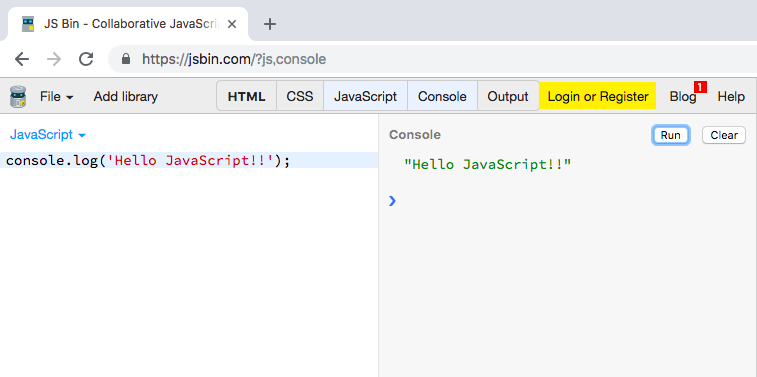 JS Bin - Collaborative JavaScri
https://jsbin.com/?js,console
File Add library HTML CSS JavaScript Console Output Login or Register Blog 1 Help
JavaScript
console.log('Hello JavaScript!!');
Console Run Clear
"Hello JavaScript!!"